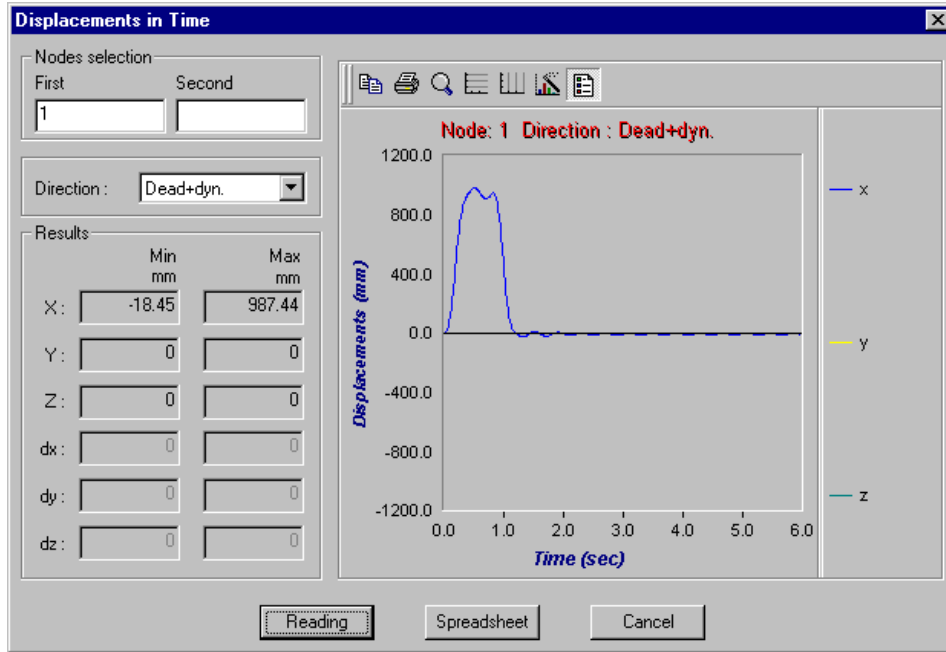 Displacements in Time
Nodes selection
First Second
1
Direction : Dead+dyn.
Results
Min Max
mm mm
X : -18.45 987.44
Y : 0 0
Z : 0 0
dx : 0 0
dy : 0 0
dz : 0 0
Node: 1 Direction : Dead+dyn.
1200.0
800.0
400.0
0.0
-400.0
-800.0
-1200.0
Displacements (mm)
0.0 1.0 2.0 3.0 4.0 5.0 6.0
Time (sec)
x
y
z
Reading Spreadsheet Cancel